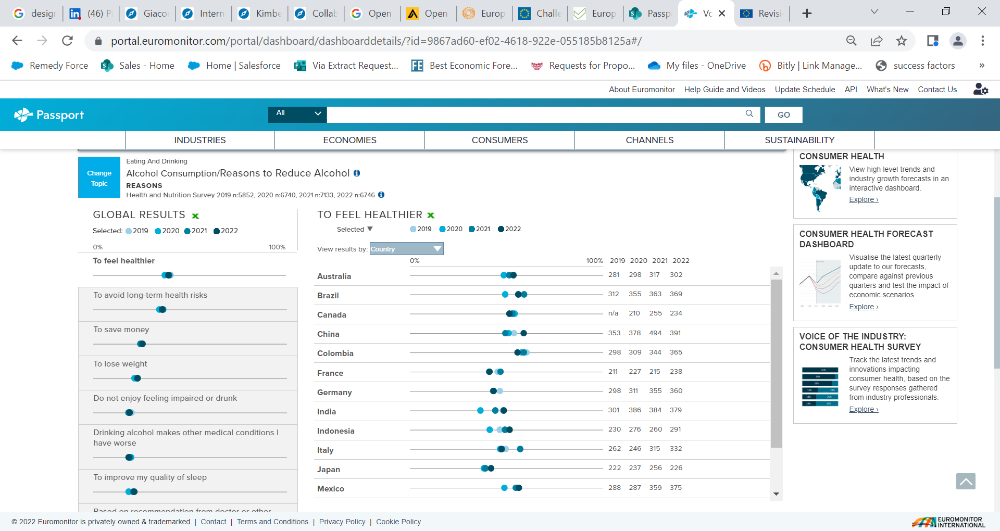 desigr
(46) Pi
Giacor
Intern
Kimbe
Collab
Open
Open
Europ
Challe
Europ
Passp
Vo
Revisi
portal.euromonitor.com/portal/dashboard/dashboarddetails/?id=9867ad60-ef02-4618-922e-055185b8125a#/
Remedy Force
Sales - Home
Home | Salesforce
Via Extract Request...
Best Economic Fore...
Requests for Propo...
My files - OneDrive
Bitly | Link Manage...
success factors
»
About Euromonitor Help Guide and Videos Update Schedule API What's New Contact Us
Passport
All
GO
INDUSTRIES ECONOMIES CONSUMERS CHANNELS SUSTAINABILITY
Change
Topic
Eating And Drinking
Alcohol Consumption/Reasons to Reduce Alcohol
REASONS
Health and Nutrition Survey 2019 n:5852, 2020 n:6740, 2021 n:7133, 2022 n:6746
GLOBAL RESULTS
Selected: 2019 2020 2021 2022
0% 100%
To feel healthier
To avoid long-term health risks
To save money
To lose weight
Do not enjoy feeling impaired or drunk
Drinking alcohol makes other medical conditions I
have worse
To improve my quality of sleep
Based on recommendation from doctor or other
TO FEEL HEALTHIER
Selected 2019 2020 2021 2022
View results by: Country
0% 100% 2019 2020 2021 2022
Australia 281 298 317 302
Brazil 312 355 363 369
Canada n/a 210 255 234
China 353 378 494 391
Colombia 298 309 344 365
France 211 227 215 238
Germany 298 311 355 360
India 301 386 384 379
Indonesia 230 276 260 291
Italy 262 246 315 332
Japan 222 237 256 226
Mexico 288 287 359 375
CONSUMER HEALTH
View high level trends and
industry growth forecasts in an
interactive dashboard.
Explore ›
CONSUMER HEALTH FORECAST
DASHBOARD
Visualise the latest quarterly
update to our forecasts,
compare against previous
quarters and test the impact of
economic scenarios.
Explore ›
VOICE OF THE INDUSTRY:
CONSUMER HEALTH SURVEY
Track the latest trends and
innovations impacting
consumer health, based on the
survey responses gathered
from industry professionals.
Explore ›
© 2022 Euromonitor is privately owned & trademarked | Contact | Terms and Conditions | Privacy Policy | Cookie Policy
EUROMONITOR
INTERNATIONAL